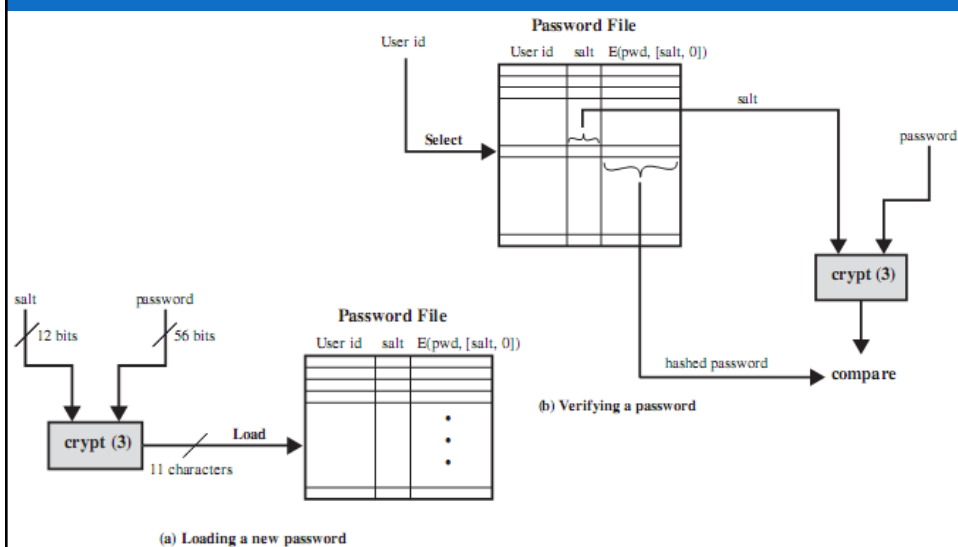 Password File
User id
User id salt E(pwd, [salt, 0])
salt
Select
password
crypt (3)
salt
password
12 bits
56 bits
Password File
User id salt E(pwd, [salt, 0])
hashed password
compare
(b) Verifying a password
crypt (3)
Load
11 characters
(a) Loading a new password